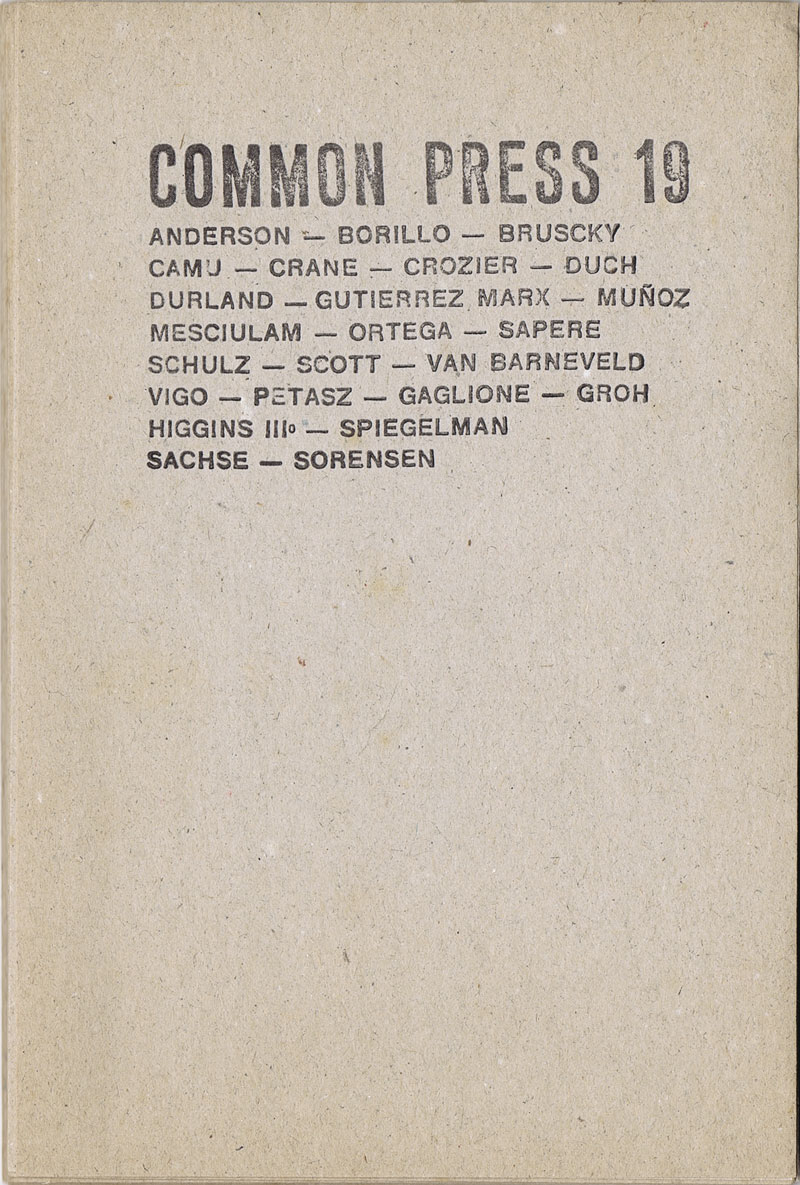 COMMON PRESS 19
ANDERSON — BORILLO — BRUSCKY
CAMU — CRANE — CROZIER — DUCH
DURLAND — GUTIERREZ MARX — MUÑOZ
MESCIULAM — ORTEGA — SAPERE
SCHULZ — SCOTT — VAN BARNEVELD
VIGO — PETASZ — GAGLIONE — GROH
HIGGINS IIIº — SPIEGELMAN
SACHSE — SORENSEN